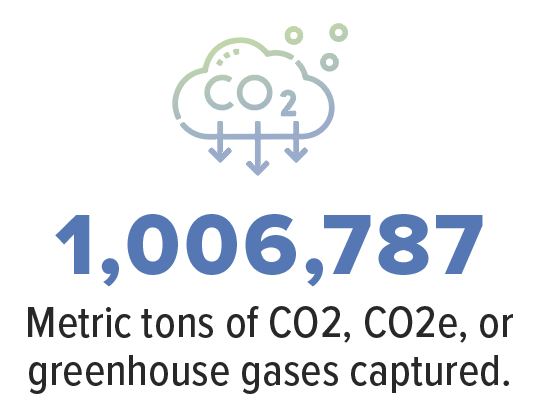 CO2
1,006,787
Metric tons of CO2, CO2e, or
greenhouse gases captured.